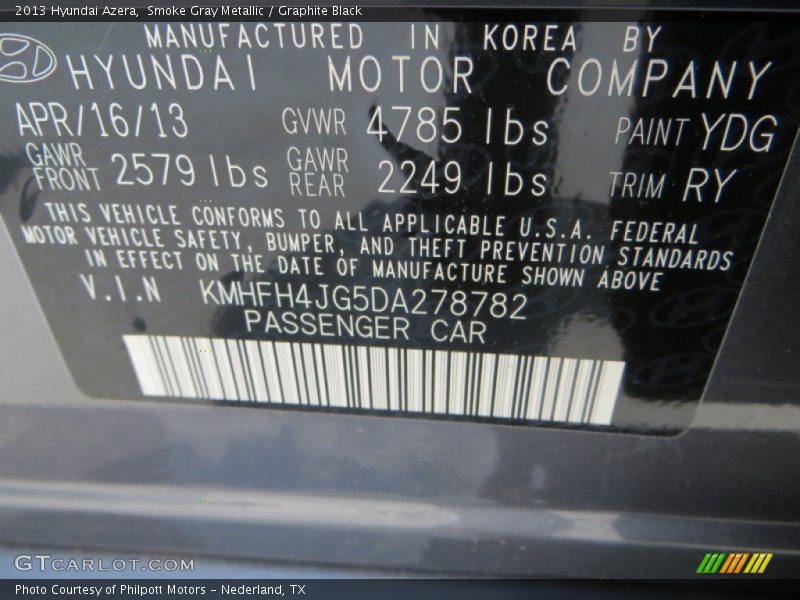 2013 Hyundai Azera, Smoke Gray Metallic / Graphite Black
MANUFACTURED IN KOREA BY
HYUNDAI MOTOR COMPANY
APR/16/13 GVWR 4785 lbs PAINT YDG
GAWR FRONT 2579 lbs GAWR REAR 2249 lbs TRIM RY
THIS VEHICLE CONFORMS TO ALL APPLICABLE U.S.A. FEDERAL
MOTOR VEHICLE SAFETY, BUMPER, AND THEFT PREVENTION STANDARDS
IN EFFECT ON THE DATE OF MANUFACTURE SHOWN ABOVE
V.I.N KMHFH4JG5DA278782
PASSENGER CAR
GTCARLOT.COM
Photo Courtesy of Philpott Motors - Nederland, TX